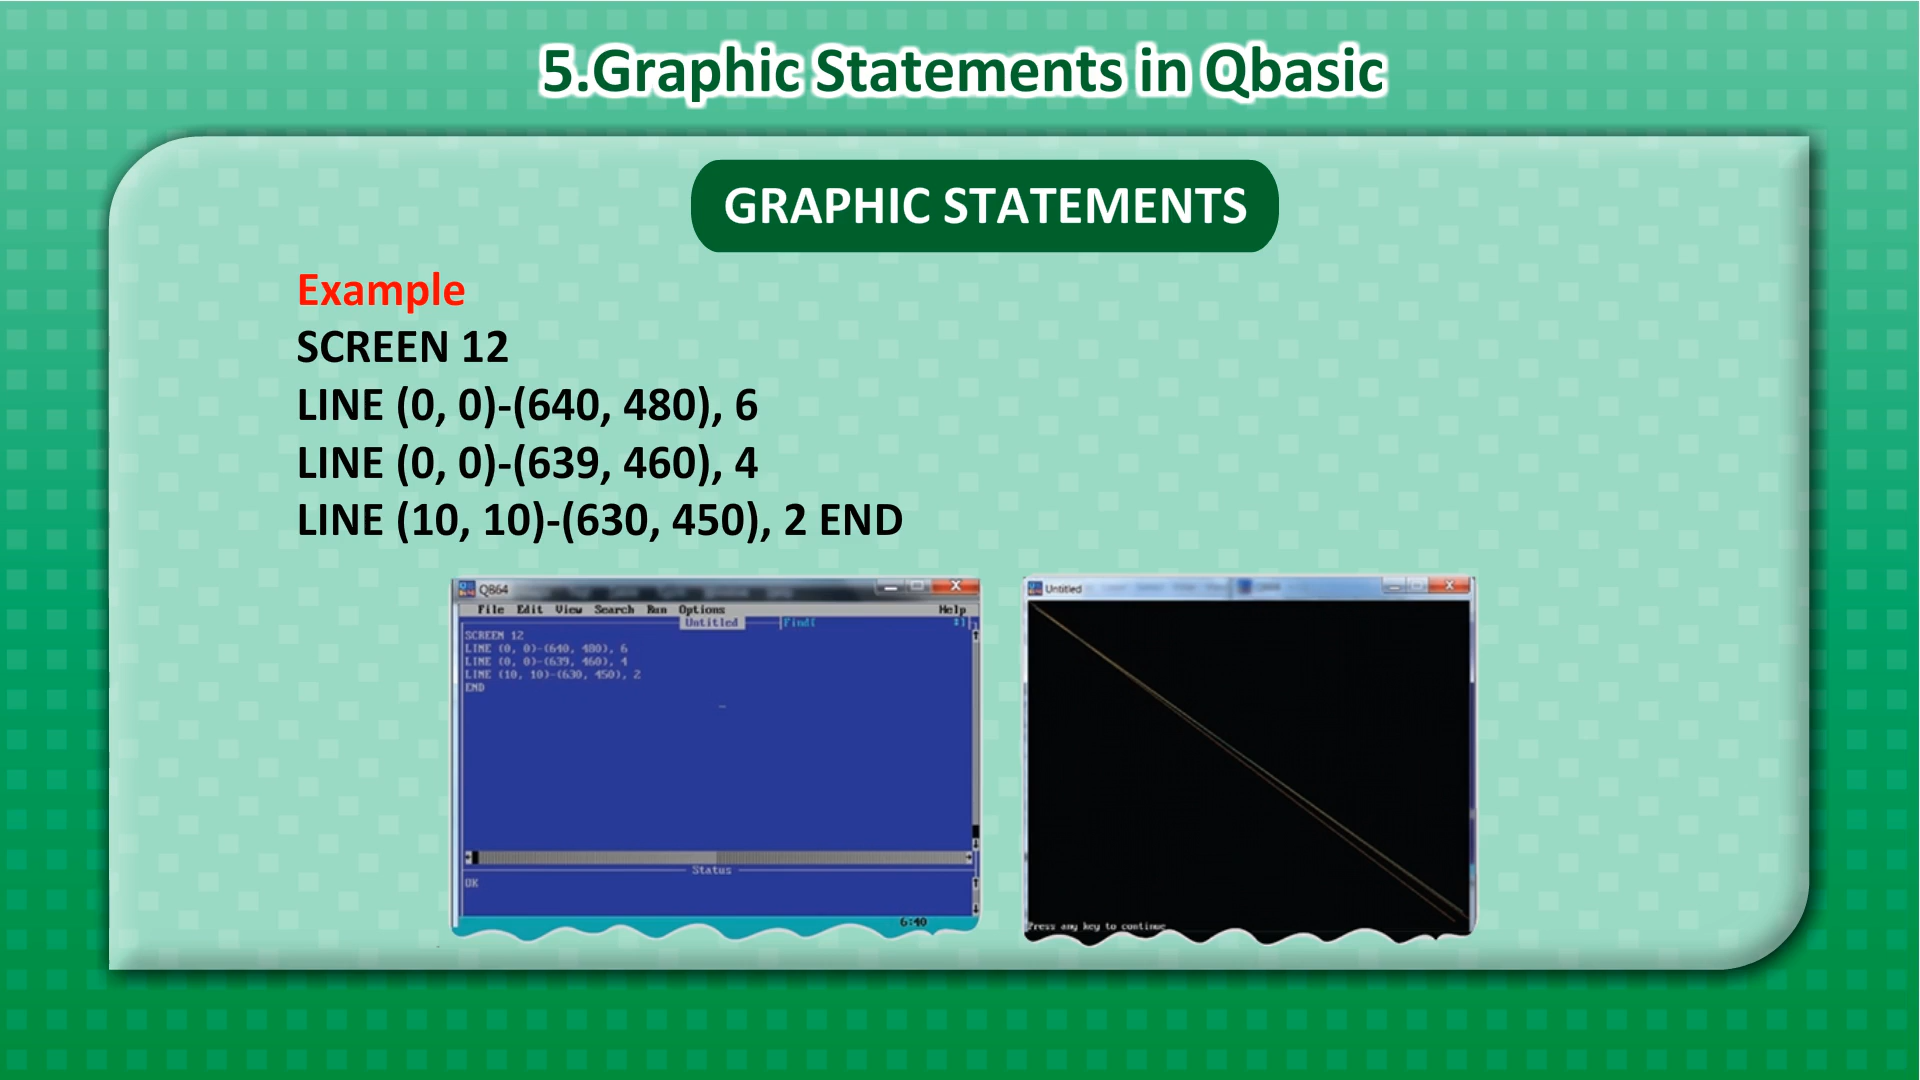 5.Graphic Statements in Qbasic
GRAPHIC STATEMENTS
Example
SCREEN 12
LINE (0, 0)-(640, 480), 6
LINE (0, 0)-(639, 460), 4
LINE (10, 10)-(630, 450), 2 END
QB64
File Edit View Search Run Options Help
Untitled Find[
SCREEN 12
LINE (0, 0)-(640, 480), 6
LINE (0, 0)-(639, 460), 4
LINE (10, 10)-(630, 450), 2
END
Status
OK
6:40
Untitled
Press any key to continue